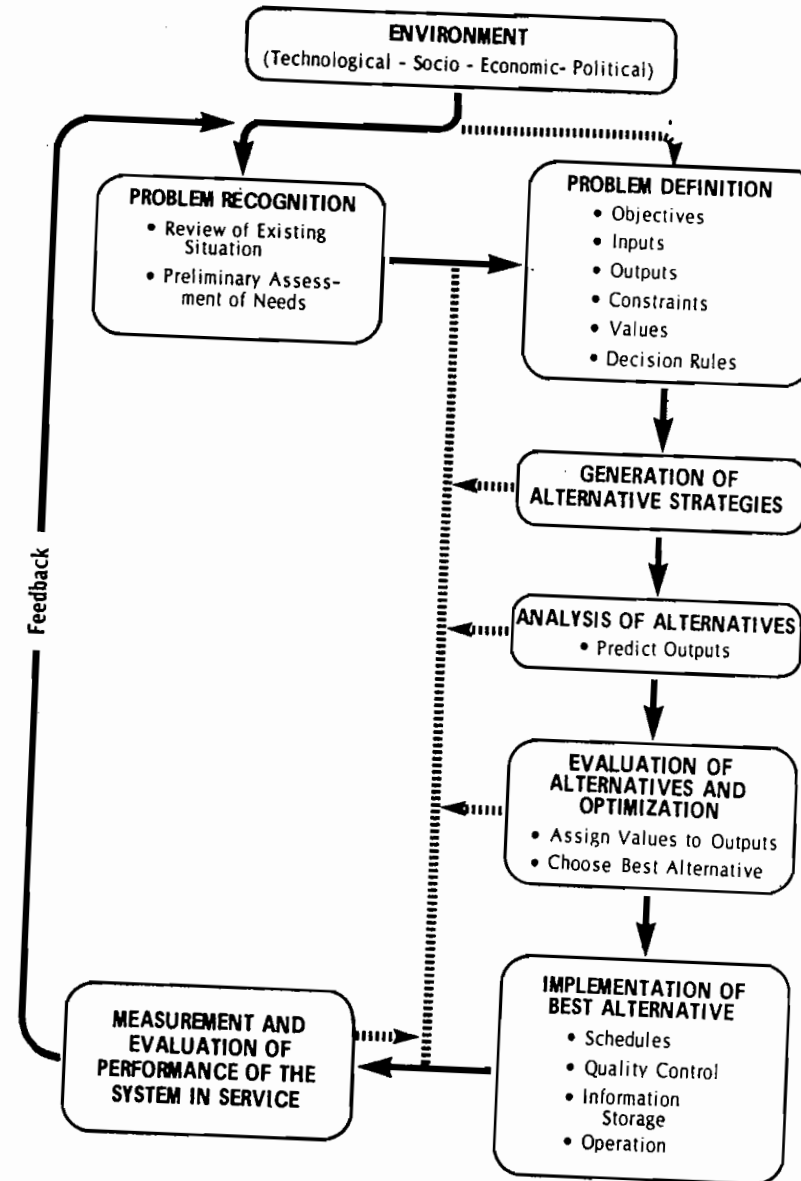 ENVIRONMENT
(Technological - Socio - Economic- Political)
PROBLEM RECOGNITION
• Review of Existing
Situation
• Preliminary Assess-
ment of Needs
PROBLEM DEFINITION
• Objectives
• Inputs
• Outputs
• Constraints
• Values
• Decision Rules
GENERATION OF
ALTERNATIVE STRATEGIES
ANALYSIS OF ALTERNATIVES
• Predict Outputs
EVALUATION OF
ALTERNATIVES AND
OPTIMIZATION
• Assign Values to Outputs
• Choose Best Alternative
IMPLEMENTATION OF
BEST ALTERNATIVE
• Schedules
• Quality Control
• Information
Storage
• Operation
MEASUREMENT AND
EVALUATION OF
PERFORMANCE OF THE
SYSTEM IN SERVICE
Feedback